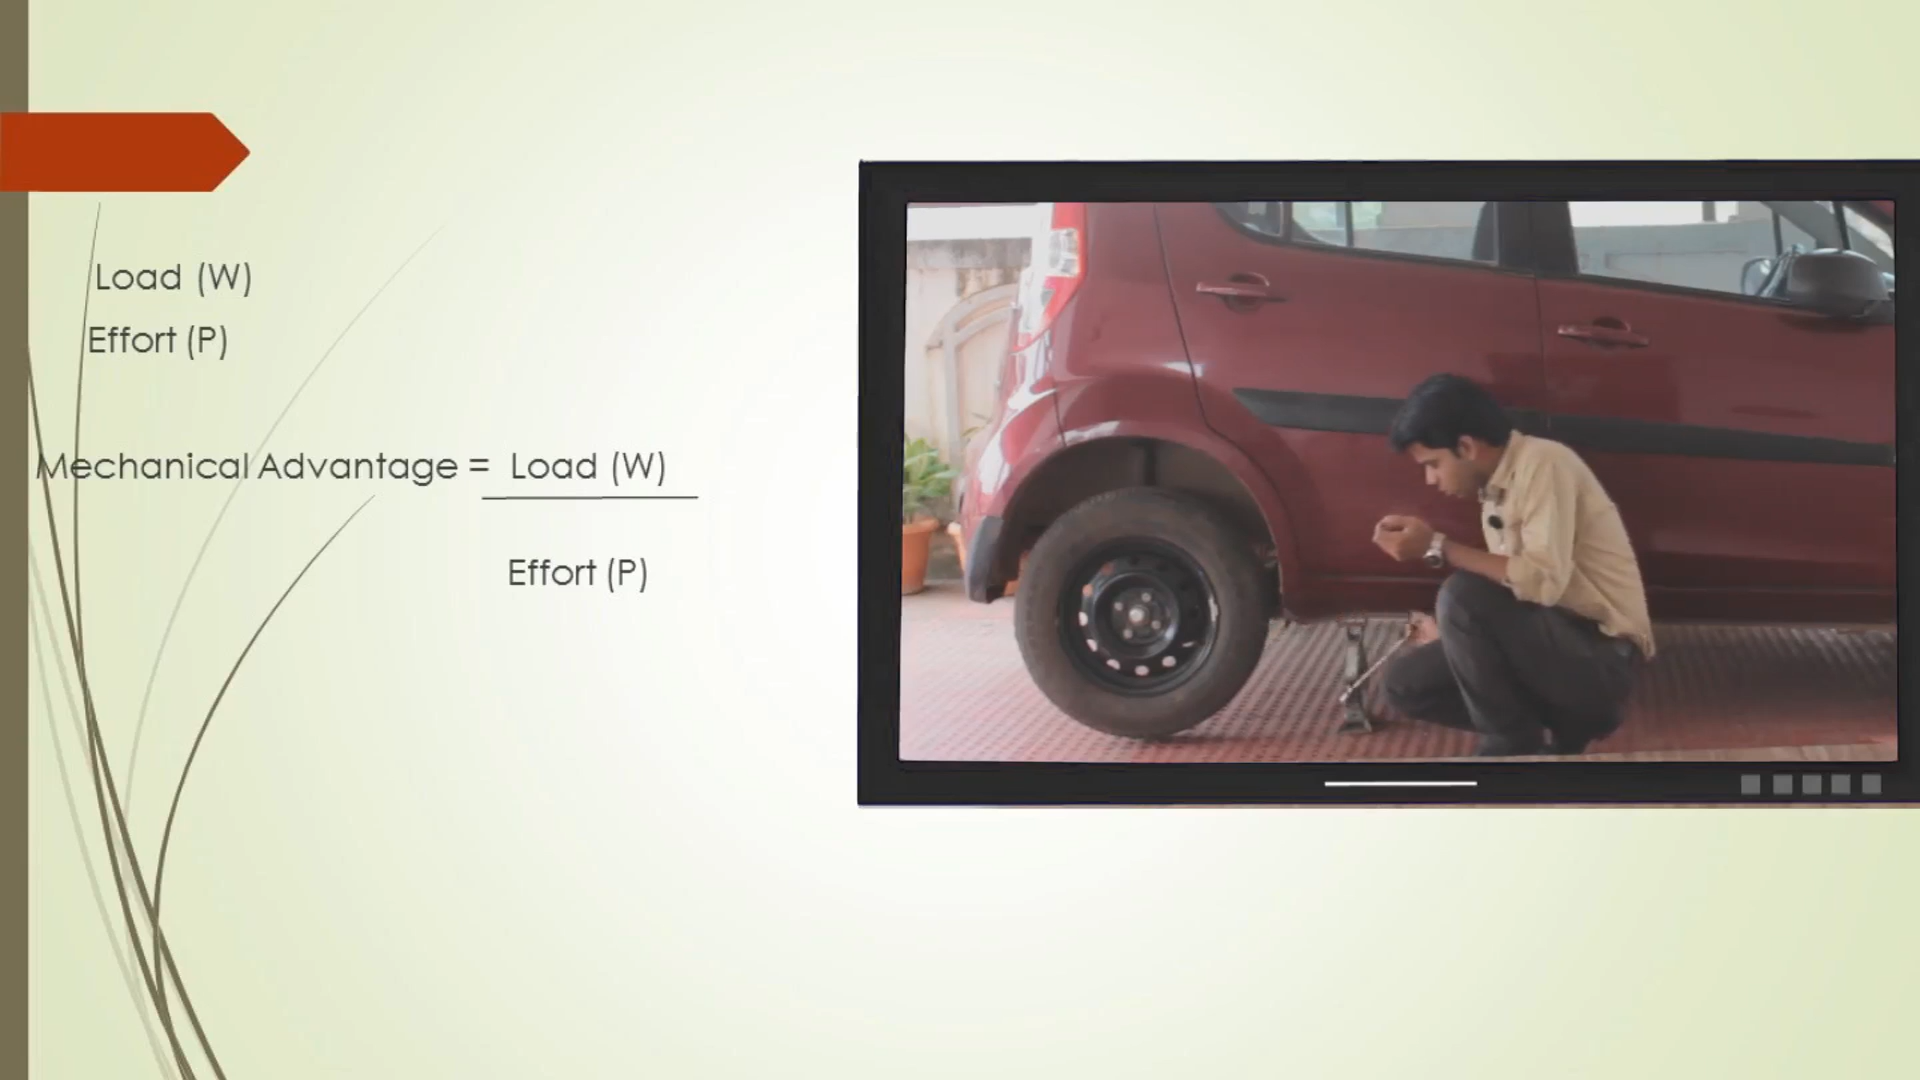 Load (W)
Effort (P)
Mechanical Advantage = Load (W)
Effort (P)